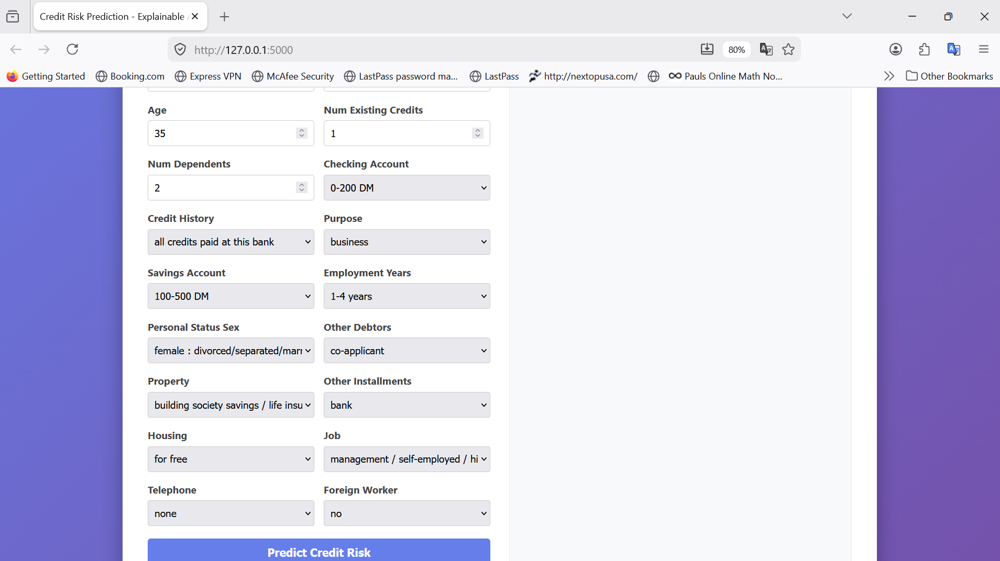 Credit Risk Prediction - Explainable
http://127.0.0.1:5000
80%
Getting Started
Booking.com
Express VPN
McAfee Security
LastPass password ma...
LastPass
http://nextopusa.com/
Pauls Online Math No...
Other Bookmarks
Age
Num Existing Credits
35
1
Num Dependents
Checking Account
2
0-200 DM
Credit History
Purpose
all credits paid at this bank
business
Savings Account
Employment Years
100-500 DM
1-4 years
Personal Status Sex
Other Debtors
female : divorced/separated/marr
co-applicant
Property
Other Installments
building society savings / life insu
bank
Housing
Job
for free
management / self-employed / hi
Telephone
Foreign Worker
none
no
Predict Credit Risk